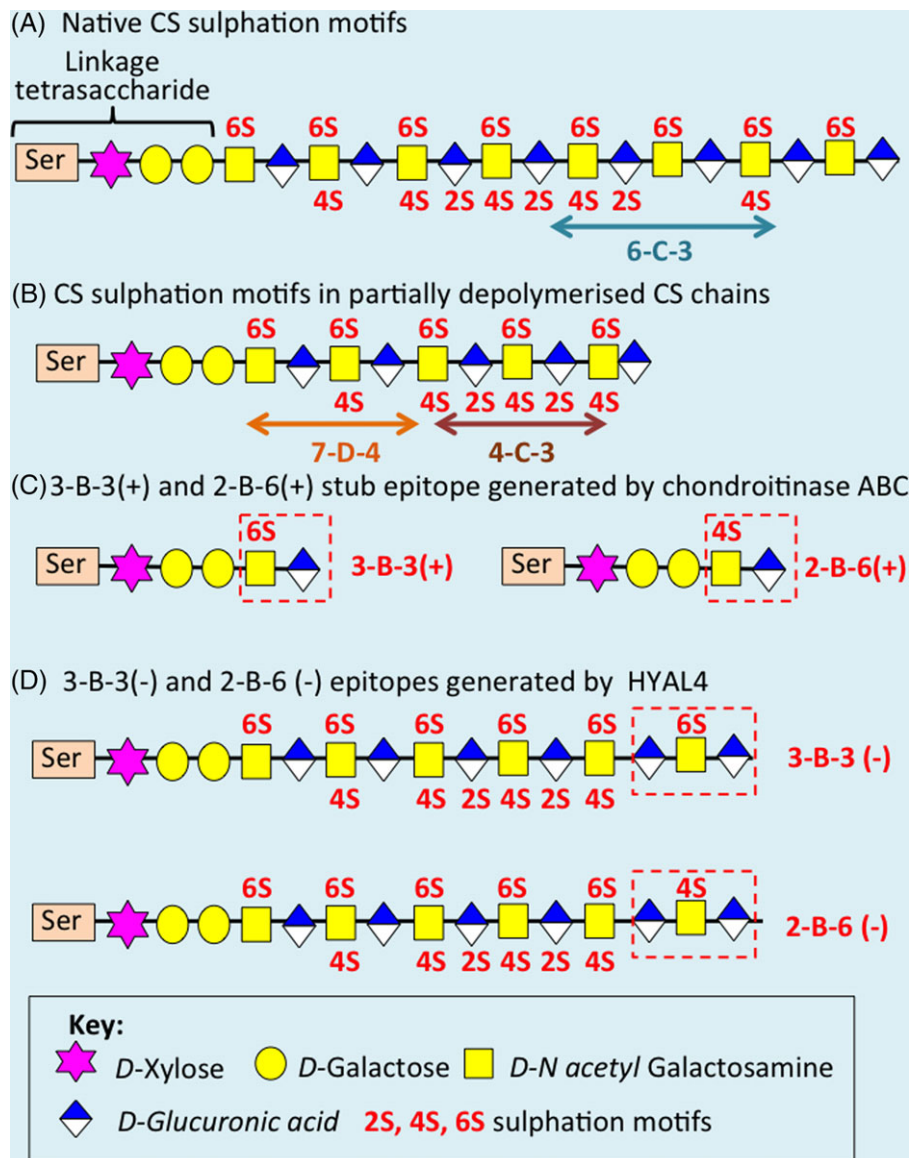 (A) Native CS sulphation motifs
Linkage
tetrasaccharide
6S 6S 6S 6S 6S 6S 6S 6S
Ser
4S 4S 2S 4S 2S 4S 2S 4S
6-C-3
(B) CS sulphation motifs in partially depolymerised CS chains
6S 6S 6S 6S 6S
Ser
4S 4S 2S 4S 2S 4S
7-D-4 4-C-3
(C) 3-B-3(+) and 2-B-6(+) stub epitope generated by chondroitinase ABC
6S 4S
Ser 3-B-3(+) Ser 2-B-6(+)
(D) 3-B-3(-) and 2-B-6 (-) epitopes generated by HYAL4
6S 6S 6S 6S 6S 6S
Ser 3-B-3 (-)
4S 4S 2S 4S 2S 4S
6S 6S 6S 6S 6S 4S
Ser 2-B-6 (-)
4S 4S 2S 4S 2S 4S
Key:
D-Xylose D-Galactose D-N acetyl Galactosamine
D-Glucuronic acid 2S, 4S, 6S sulphation motifs